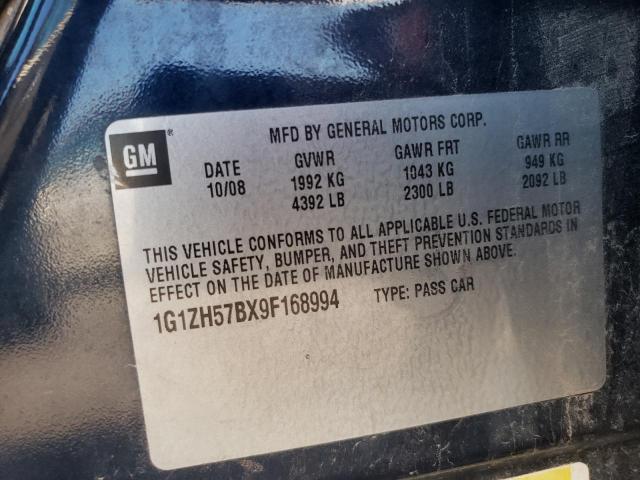 GM®
MFD BY GENERAL MOTORS CORP.
DATE GVWR GAWR FRT GAWR RR
10/08 1992 KG 1043 KG 949 KG
4392 LB 2300 LB 2092 LB
THIS VEHICLE CONFORMS TO ALL APPLICABLE U.S. FEDERAL MOTOR
VEHICLE SAFETY, BUMPER, AND THEFT PREVENTION STANDARDS IN
EFFECT ON THE DATE OF MANUFACTURE SHOWN ABOVE.
1G1ZH57BX9F168994 TYPE: PASS CAR